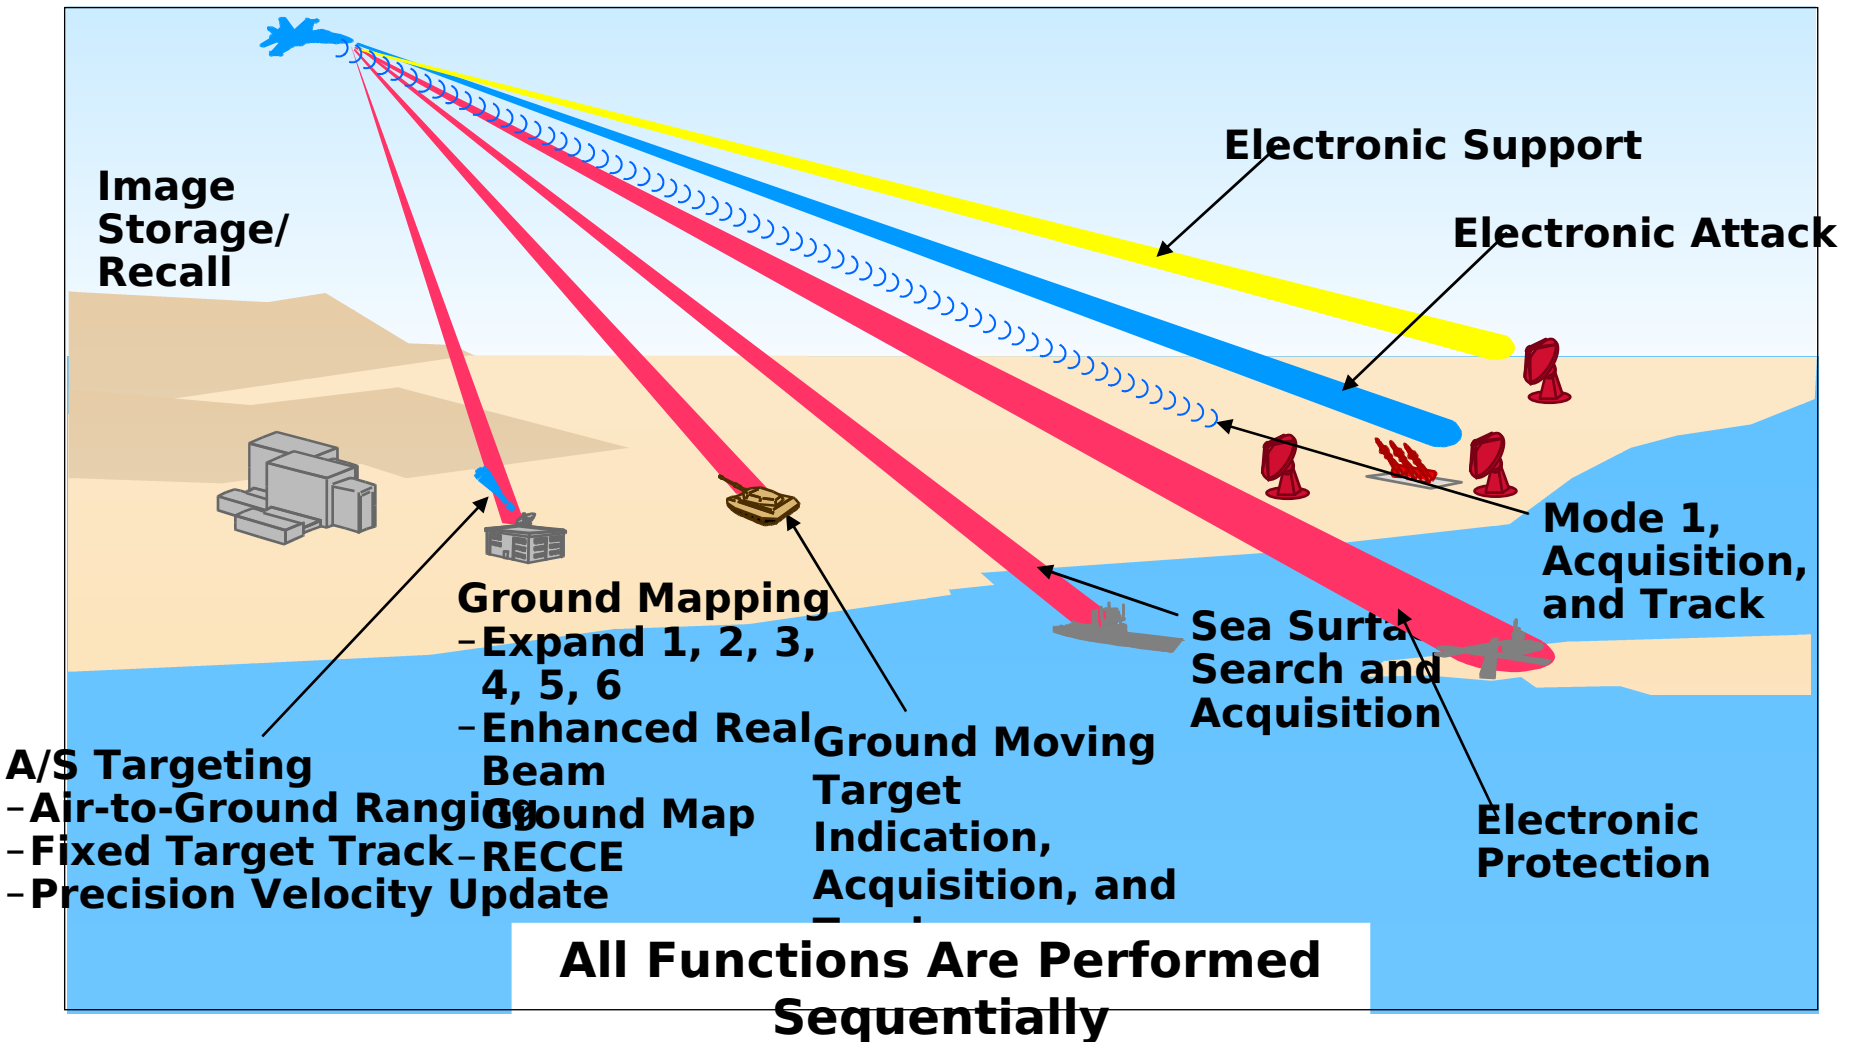 Electronic Support
Image
Storage/
Recall
Electronic Attack
Mode 1,
Acquisition,
and Track
Ground Mapping
–Expand 1, 2, 3,
4, 5, 6
–Enhanced Real
Beam
Ground Map
–RECCE
Sea
Search and
Acquisition
Ground Moving
Target
Indication,
Acquisition, and
A/S Targeting
–Air-to-Ground Ranging
–Fixed Target Track
–Precision Velocity Update
Electronic
Protection
All Functions Are Performed
Sequentially